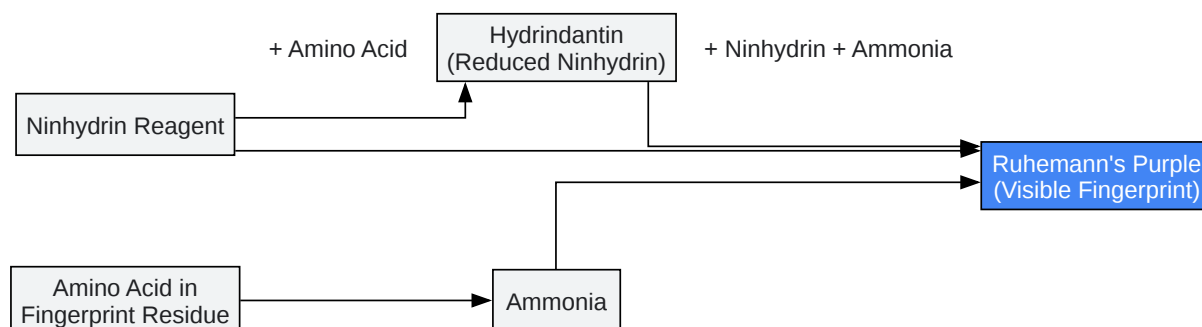 + Amino Acid
Hydrindantin
(Reduced Ninhydrin)
+ Ninhydrin + Ammonia
Ninhydrin Reagent
Ruhemann's Purple
(Visible Fingerprint)
Amino Acid in
Fingerprint Residue
Ammonia